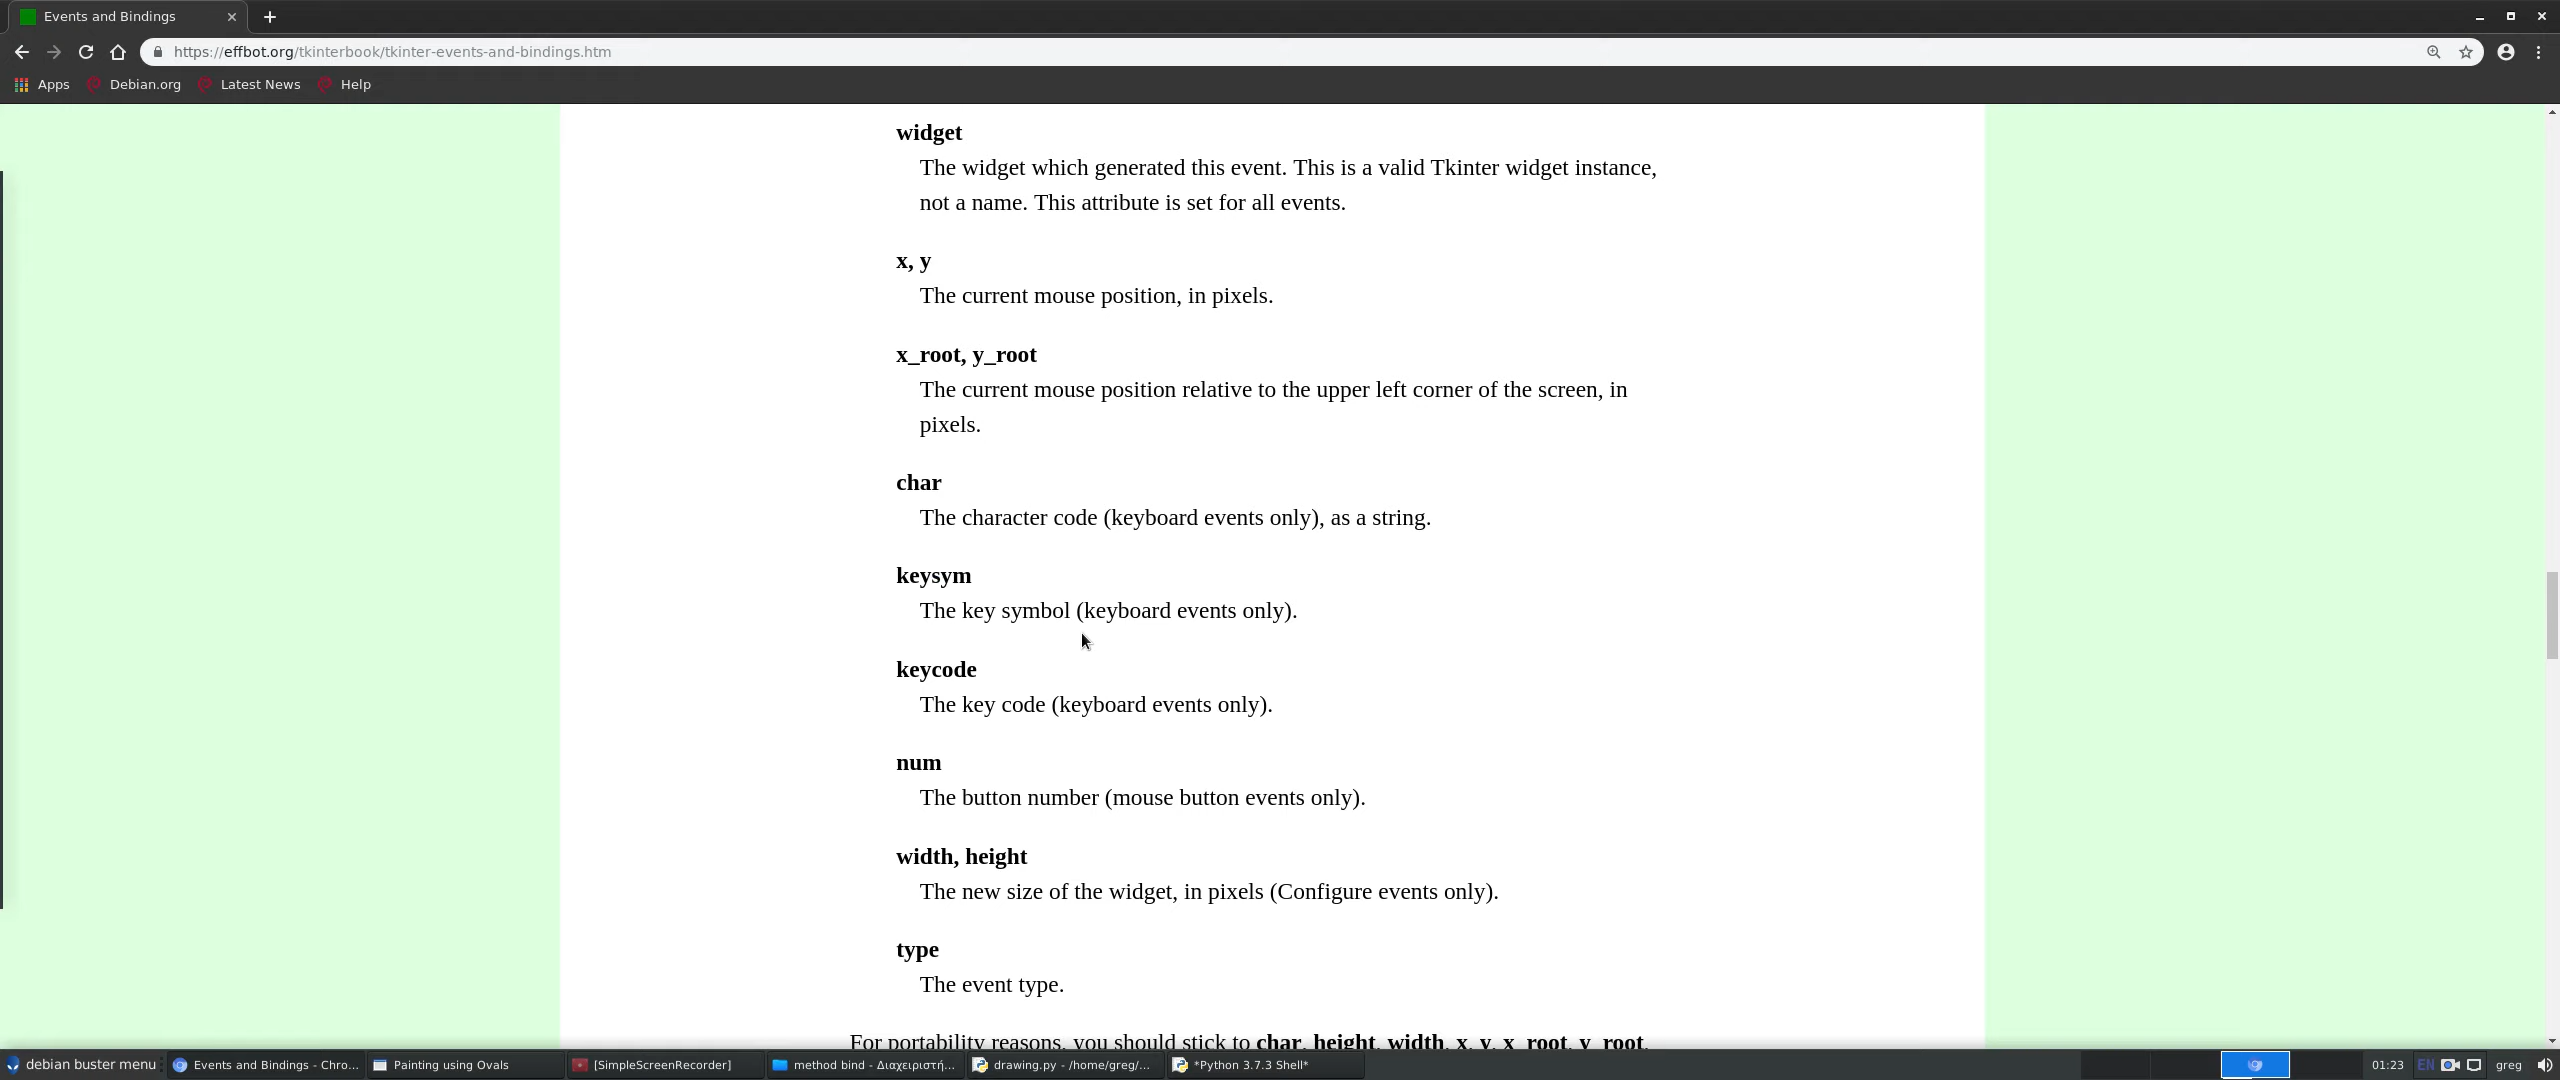 Events and Bindings
https://effbot.org/tkinterbook/tkinter-events-and-bindings.htm
Apps Debian.org Latest News Help
widget
The widget which generated this event. This is a valid Tkinter widget instance,
not a name. This attribute is set for all events.
x, y
The current mouse position, in pixels.
x_root, y_root
The current mouse position relative to the upper left corner of the screen, in
pixels.
char
The character code (keyboard events only), as a string.
keysym
The key symbol (keyboard events only).
keycode
The key code (keyboard events only).
num
The button number (mouse button events only).
width, height
The new size of the widget, in pixels (Configure events only).
type
The event type.
For portability reasons, you should stick to char, height, width, x, y, x_root, y_root,
debian buster menu Events and Bindings - Chro... Painting using Ovals [SimpleScreenRecorder] method bind - Διαχειριστή... drawing.py - /home/greg/... *Python 3.7.3 Shell* 01:23 EN greg